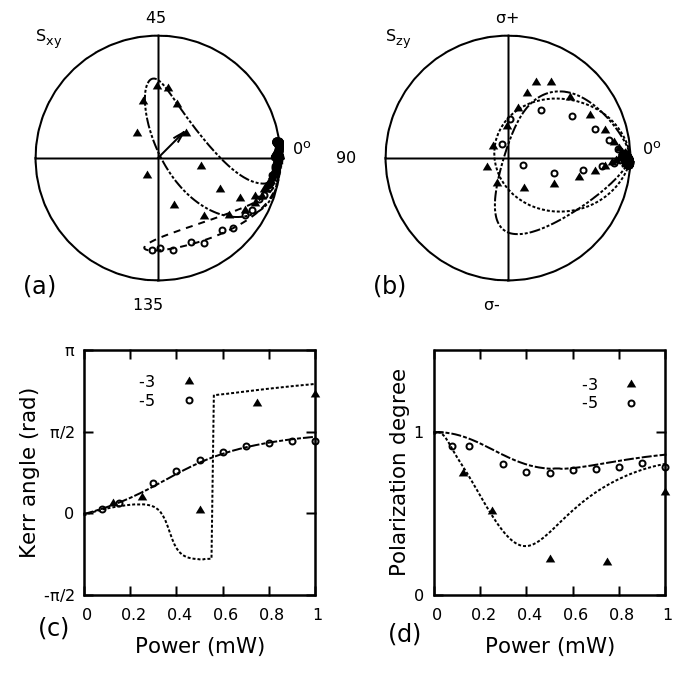 45
σ+
Sxy
Szy
0º
90
0º
(a)
(b)
135
σ-
π
π/2
0
-π/2
Kerr angle (rad)
-3
-5
0
0.2
0.4
0.6
0.8
1
(c)
Power (mW)
Polarization degree
1
0
-3
-5
0
0.2
0.4
0.6
0.8
1
(d)
Power (mW)